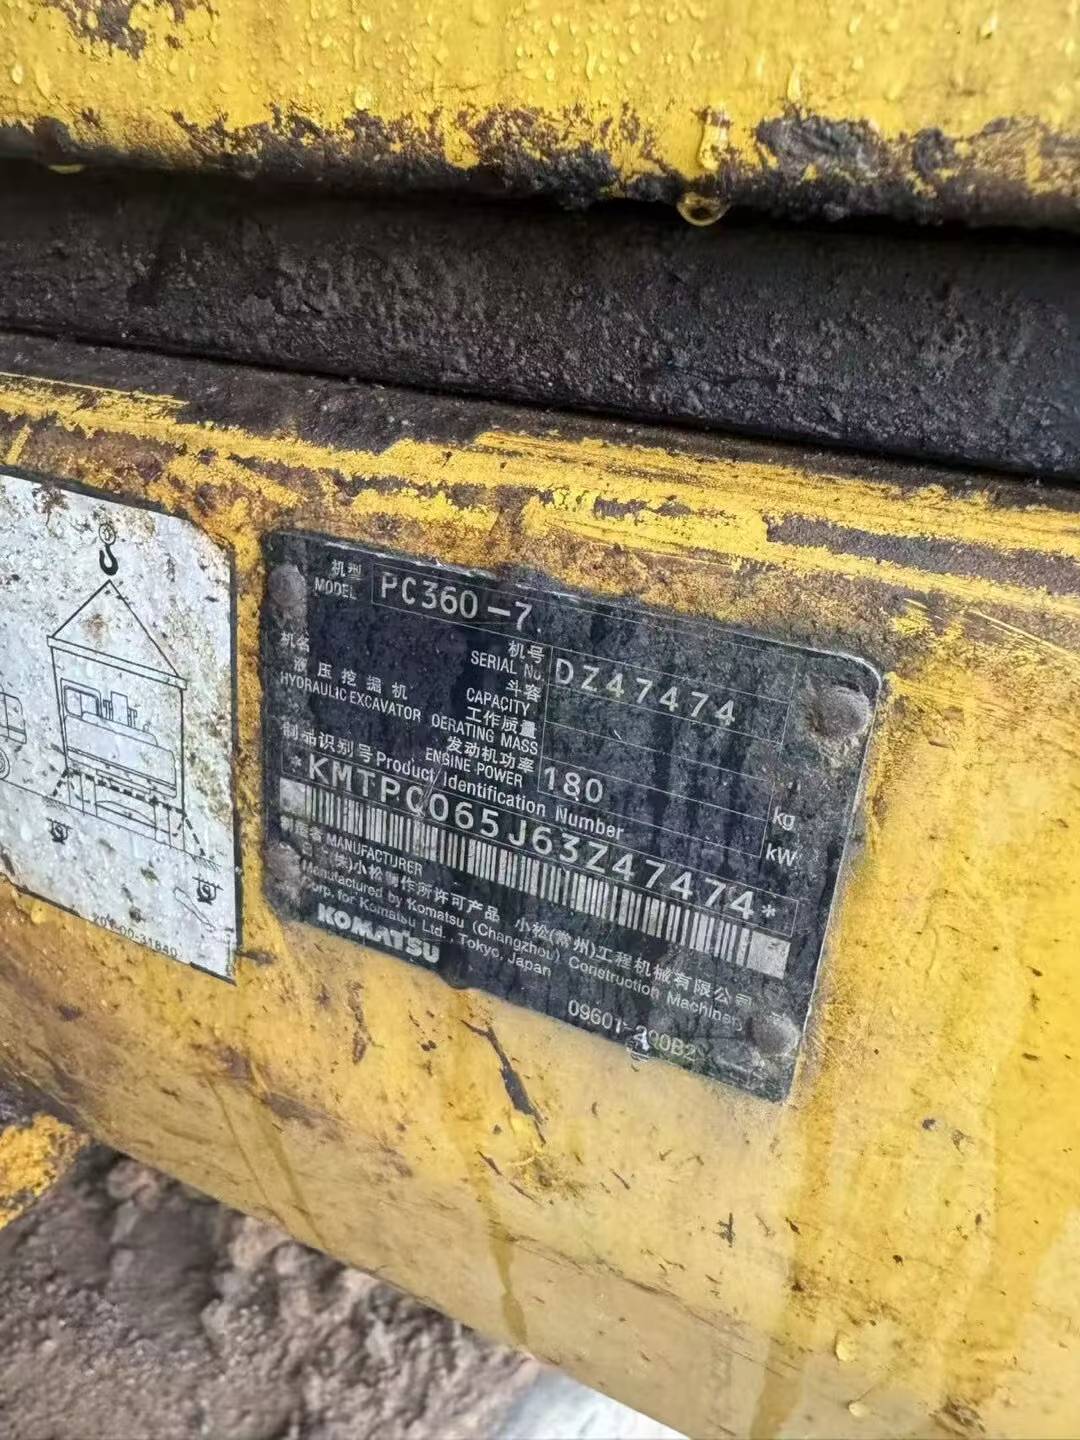 机型
MODEL
PC360-7
机号
SERIAL No.
DZ47474
机名
液压挖掘机
HYDRAULIC EXCAVATOR
斗容
CAPACITY
工作质量
OERATING MASS
kg
发动机功率
ENGINE POWER
180
kW
制品识别号 Product Identification Number
*KMTPC065J63Z47474*
制造者 MANUFACTURER
(株)小松制作所许可产品 小松(常州)工程机械有限公司
Manufactured by Komatsu (Changzhou) Construction Machinery
Corp. for Komatsu Ltd., Tokyo, Japan
KOMATSU